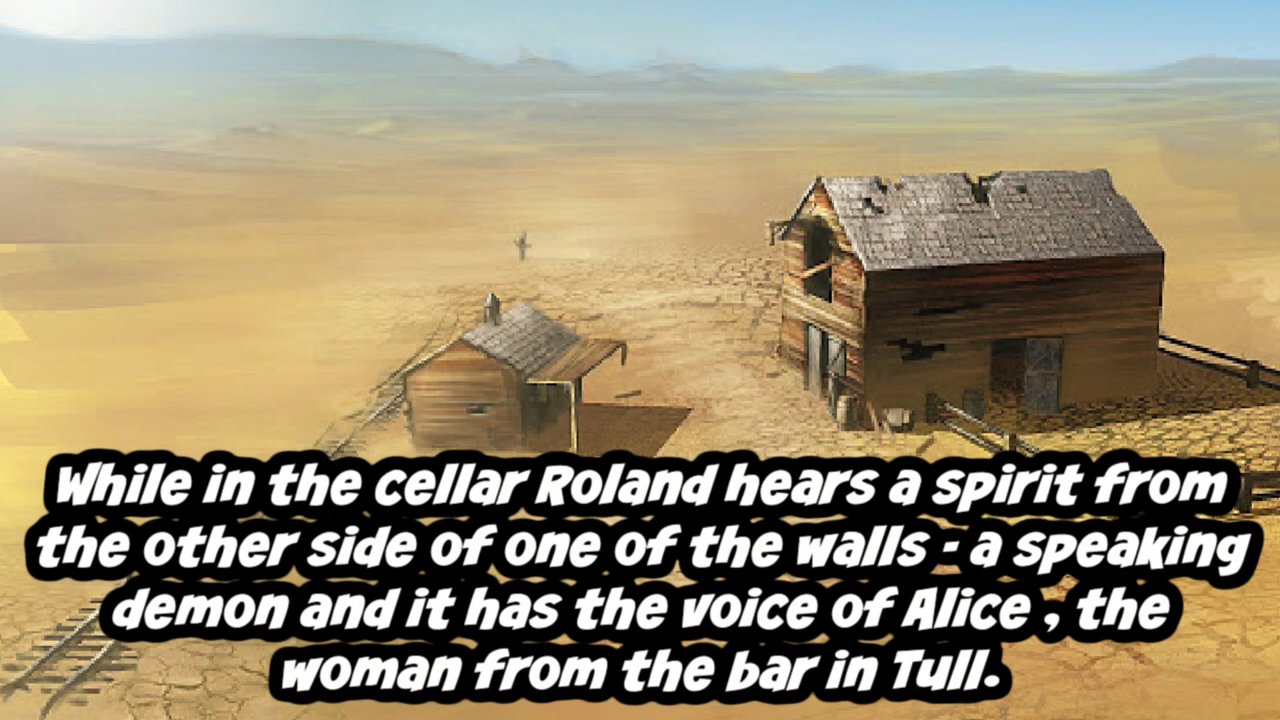 While in the cellar Roland hears a spirit from
the other side of one of the walls - a speaking
demon and it has the voice of Alice , the
woman from the bar in Tull.